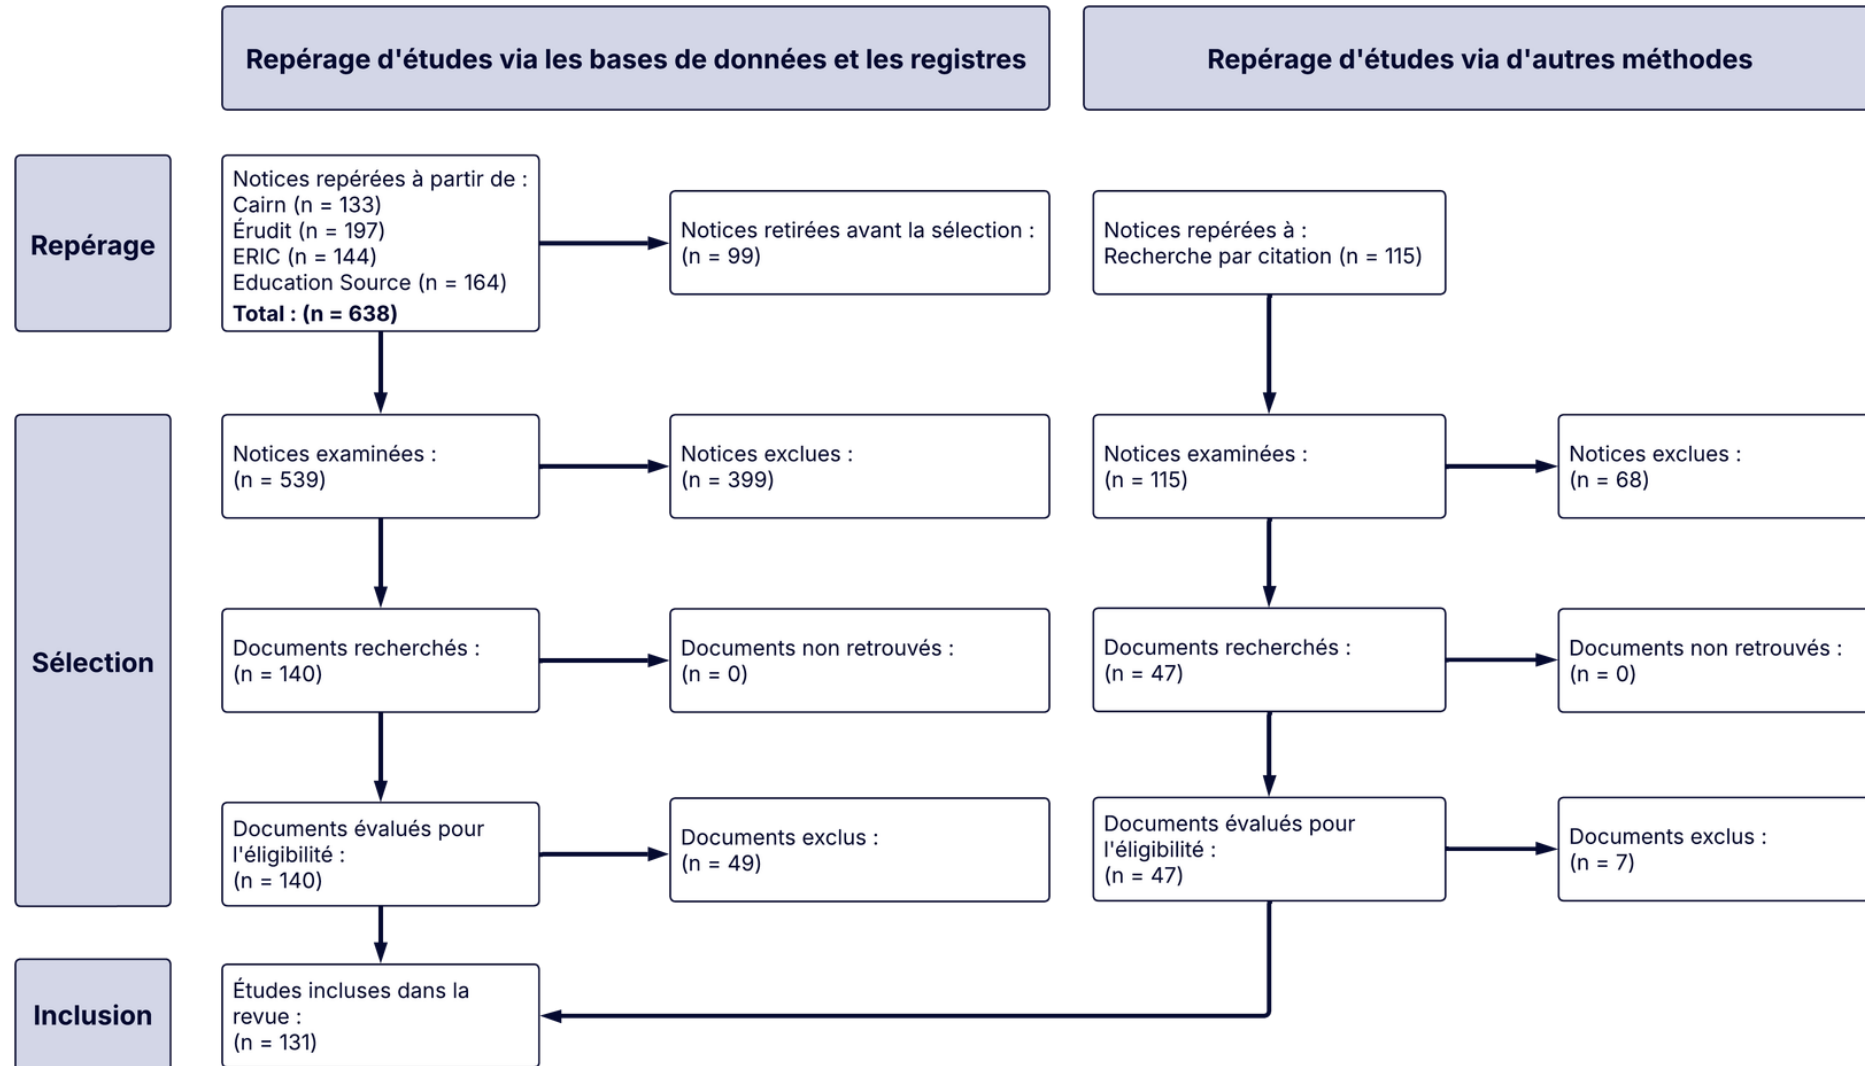 Repérage d'études via les bases de données et les registres
Repérage d'études via d'autres méthodes
Repérage
Notices repérées à partir de :
Cairn (n = 133)
Érudit (n = 197)
ERIC (n = 144)
Education Source (n = 164)
Total : (n = 638)
Notices retirées avant la sélection :
(n = 99)
Notices repérées à :
Recherche par citation (n = 115)
Sélection
Notices examinées :
(n = 539)
Notices exclues :
(n = 399)
Notices examinées :
(n = 115)
Notices exclues :
(n = 68)
Documents recherchés :
(n = 140)
Documents non retrouvés :
(n = 0)
Documents recherchés :
(n = 47)
Documents non retrouvés :
(n = 0)
Documents évalués pour
l'éligibilité :
(n = 140)
Documents exclus :
(n = 49)
Documents évalués pour
l'éligibilité :
(n = 47)
Documents exclus :
(n = 7)
Inclusion
Études incluses dans la
revue :
(n = 131)